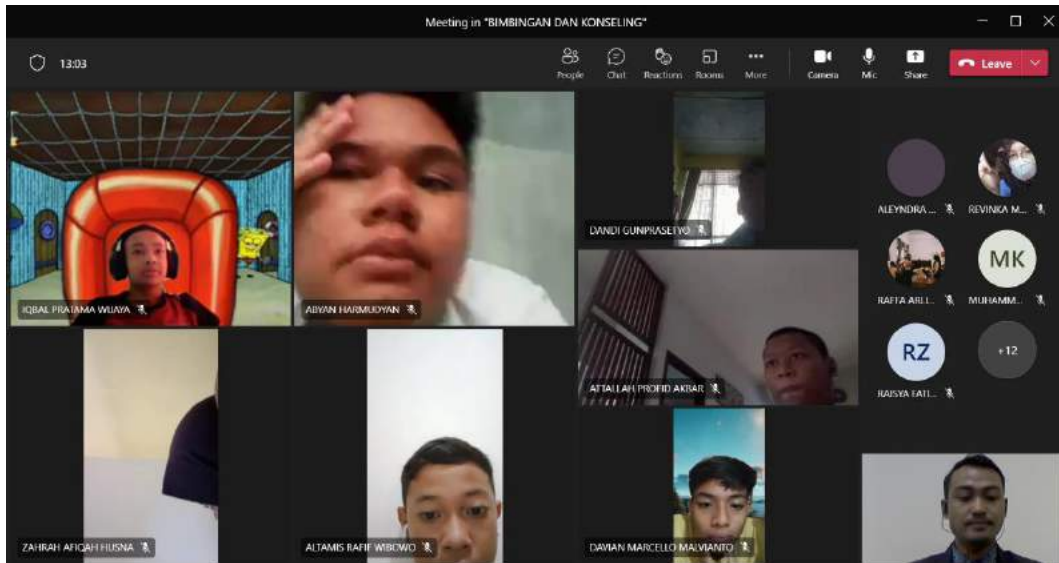 Meeting in "BIMBINGAN DAN KONSELING"
13:03
People Chat Reactions Rooms More Camera Mic Share Leave
IQBAL PRATAMA WIJAYA
ABYAN HARMUDYAN
DANDI GUNPRASETYO
ATTALLAH PROFID AKBAR
ZAHRAH AFIQAH HUSNA
ALTAMIS RAFIF WIBOWO
DAVIAN MARCELLO MALVIANTO
ALEYNDRA ...
REVINKA M...
RAFFA ARLI...
MK
MUHAMM...
RZ
+12
RAISYA FATI...